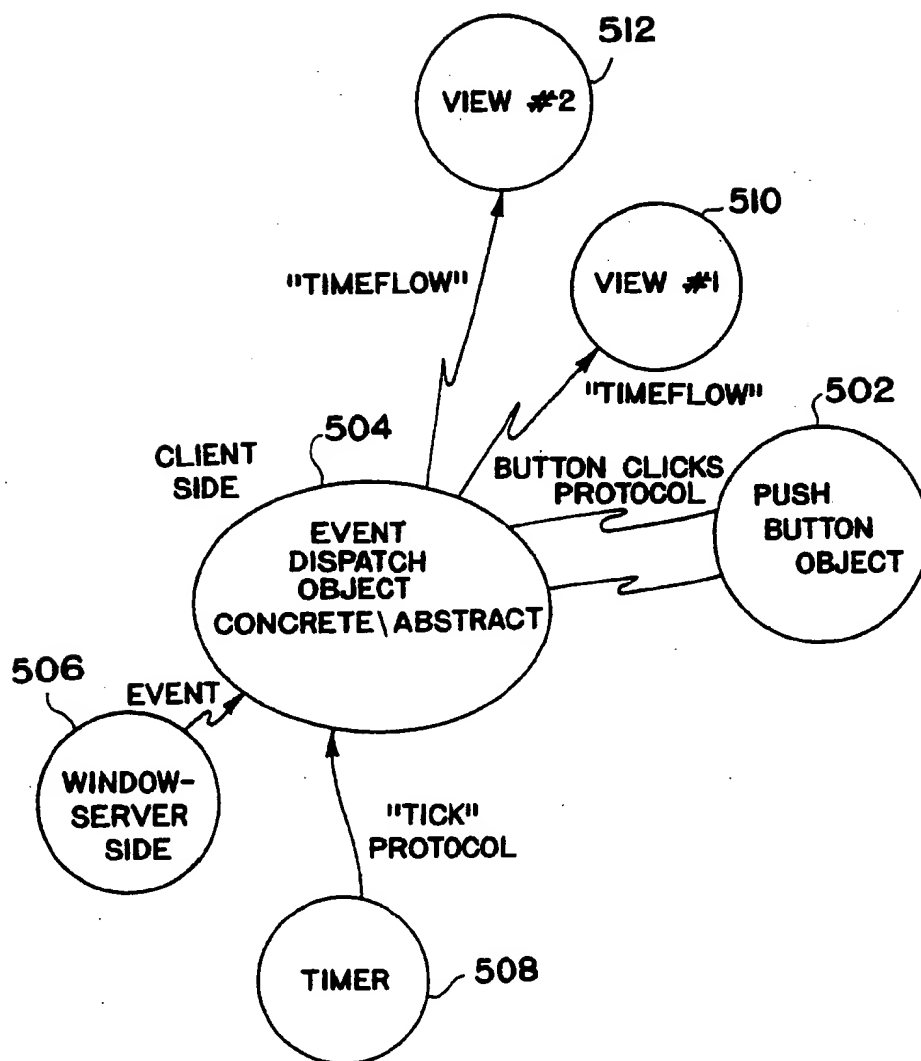 512
VIEW #2
510
VIEW #1
"TIMEFLOW"
"TIMEFLOW"
502
504
CLIENT
SIDE
BUTTON CLICKS
PROTOCOL
PUSH
BUTTON
OBJECT
EVENT
DISPATCH
OBJECT
CONCRETE\ABSTRACT
506
EVENT
WINDOW-
SERVER
SIDE
"TICK"
PROTOCOL
TIMER
508